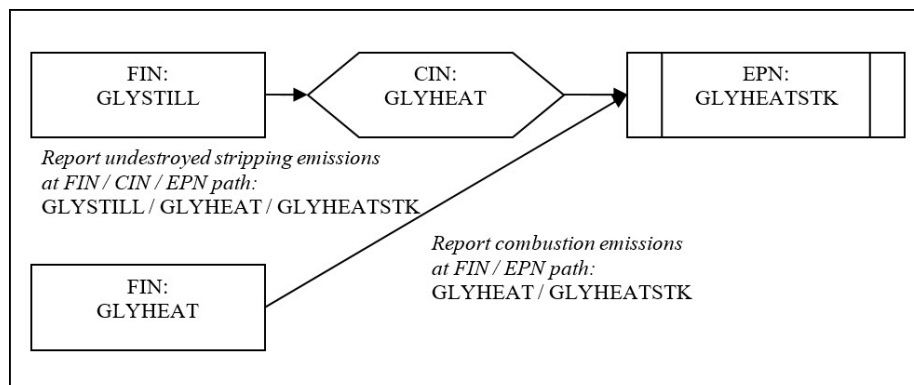 FIN:
GLYSTILL
CIN:
GLYHEAT
EPN:
GLYHEATSTK
Report undestroyed stripping emissions
at FIN / CIN / EPN path:
GLYSTILL / GLYHEAT / GLYHEATSTK
Report combustion emissions
at FIN / EPN path:
GLYHEAT / GLYHEATSTK
FIN:
GLYHEAT